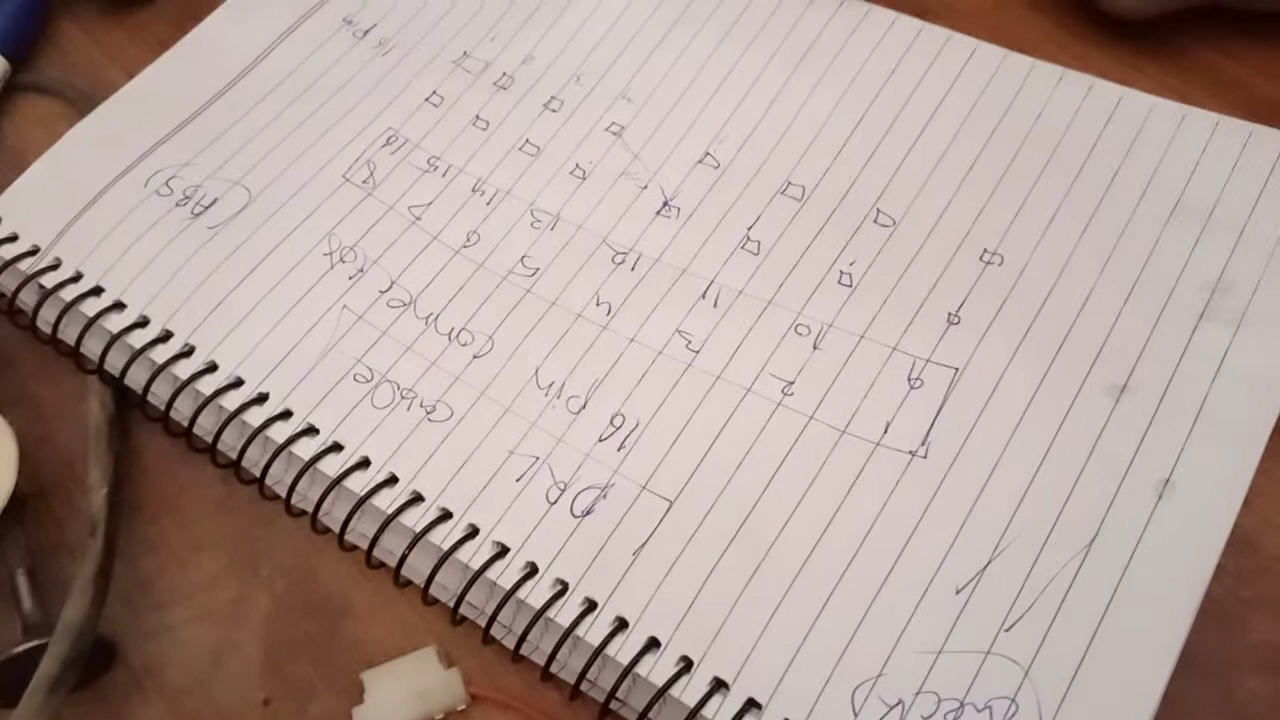 (check)
DRL cable
16 pin connector (ABS)
1 2 3 4 5 6 7 8
9 10 11 12 13 14 15 16
16 pin